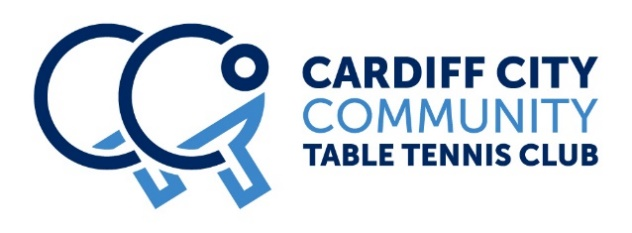 CARDIFF CITY
COMMUNITY
TABLE TENNIS CLUB